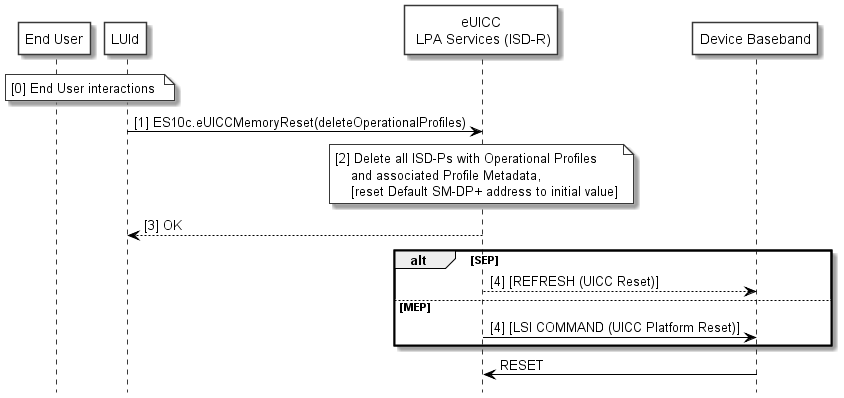 End User
LUId
eUICC
LPA Services (ISD-R)
Device Baseband
[0] End User interactions
[1] ES10c.eUICCMemoryReset(deleteOperationalProfiles)
[2] Delete all ISD-Ps with Operational Profiles
and associated Profile Metadata,
[reset Default SM-DP+ address to initial value]
[3] OK
alt [SEP]
[4] [REFRESH (UICC Reset)]
[MEP]
[4] [LSI COMMAND (UICC Platform Reset)]
RESET